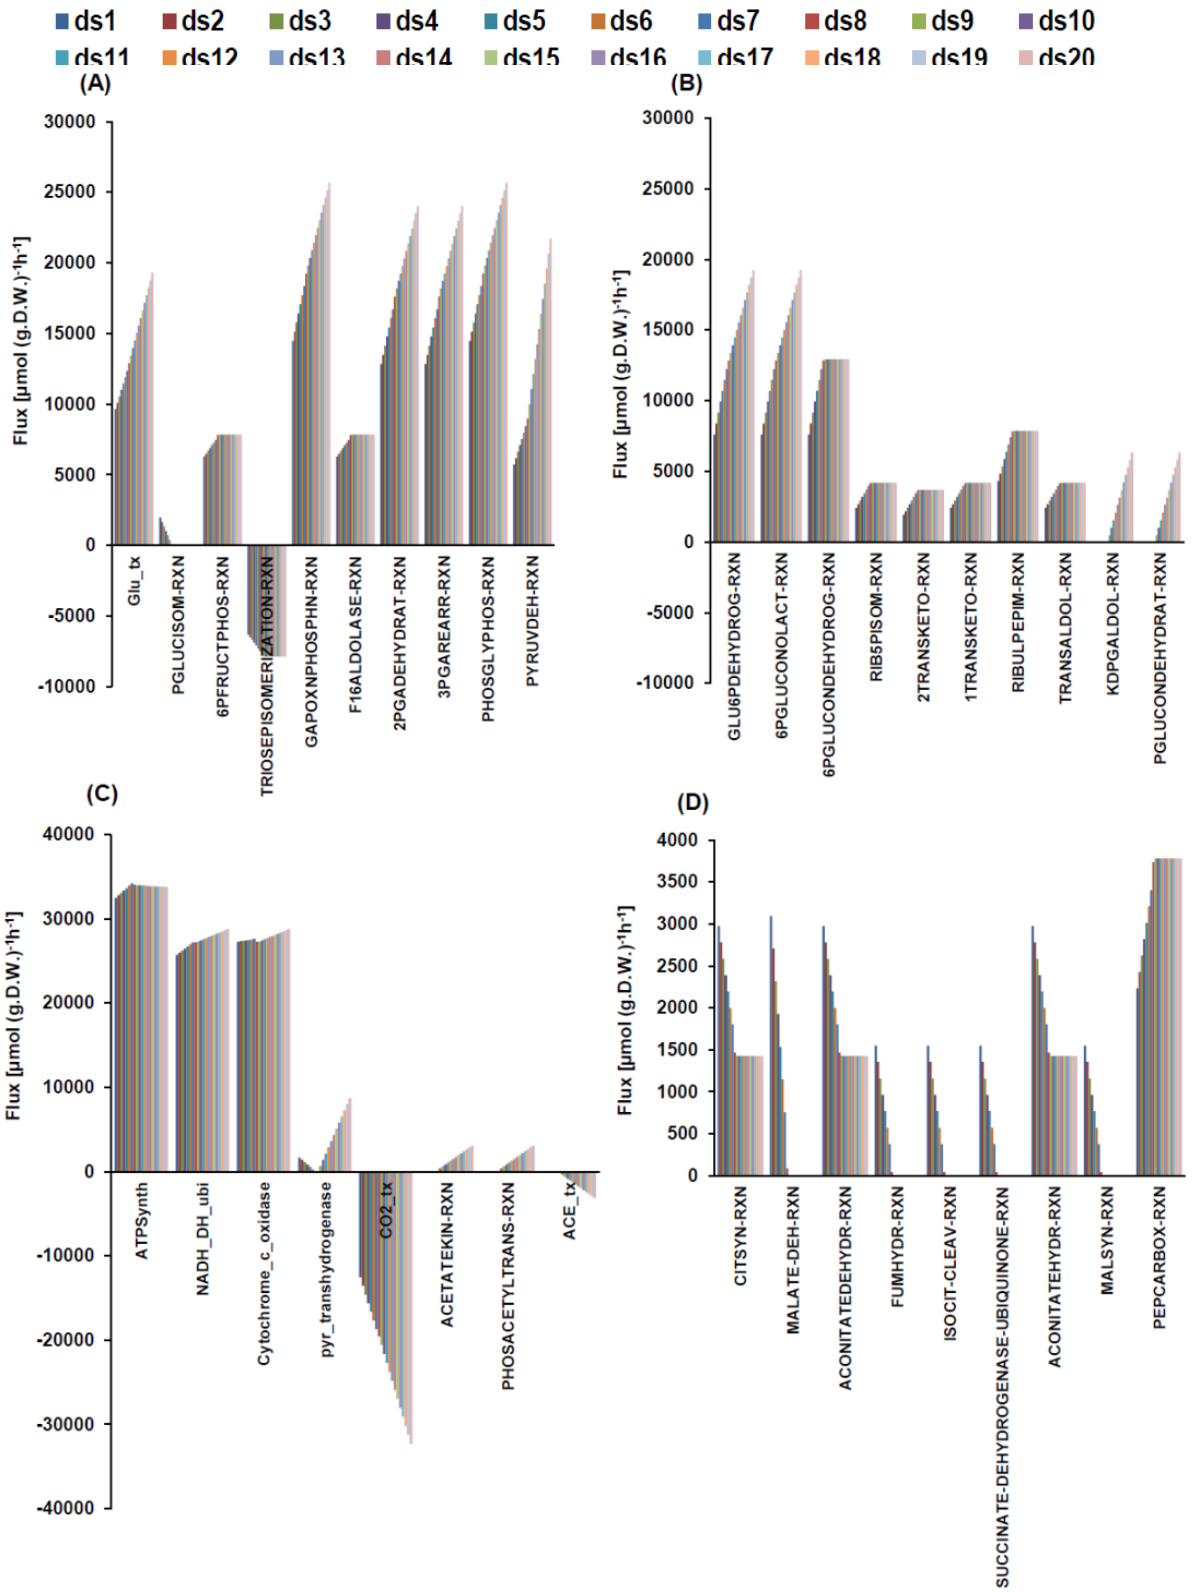 ds1 ds2 ds3 ds4 ds5 ds6 ds7 ds8 ds9 ds10
ds11 ds12 ds13 ds14 ds15 ds16 ds17 ds18 ds19 ds20
(A)
30000
25000
20000
15000
10000
5000
0
-5000
-10000
Flux [µmol (g.D.W.)⁻¹h⁻¹]
Glu_tx
PGLUCISOM-RXN
6PFRUCTPHOS-RXN
TRIOSEPISOMERIZATION-RXN
GAPOXNPHOSPHN-RXN
F16ALDOLASE-RXN
2PGADEHYDRAT-RXN
3PGAREARR-RXN
PHOSGLYPHOS-RXN
PYRUVDEH-RXN
(B)
30000
25000
20000
15000
10000
5000
0
-5000
-10000
Flux [µmol (g.D.W.)⁻¹h⁻¹]
GLU6PDEHYDROG-RXN
6PGLUCONOLACT-RXN
6PGLUCONDEHYDROG-RXN
RIB5PISOM-RXN
2TRANSKETO-RXN
1TRANSKETO-RXN
RIBULPEPIM-RXN
TRANSALDOL-RXN
KDPGALDOL-RXN
PGLUCONDEHYDRAT-RXN
(C)
40000
30000
20000
10000
0
-10000
-20000
-30000
-40000
Flux [µmol (g.D.W.)⁻¹h⁻¹]
ATPSynth
NADH_DH_ubi
Cytochrome_c_oxidase
pyr_transhydrogenase
CO2_tx
ACETATEKIN-RXN
PHOSACETYLTRANS-RXN
ACE_tx
(D)
4000
3500
3000
2500
2000
1500
1000
500
0
Flux [µmol (g.D.W.)⁻¹h⁻¹]
CITSYN-RXN
MALATE-DEH-RXN
ACONITATEDEHYDR-RXN
FUMHYDR-RXN
ISOCIT-CLEAV-RXN
SUCCINATE-DEHYDROGENASE-UBIQUINONE-RXN
ACONITATEHYDR-RXN
MALSYN-RXN
PEPCARBOX-RXN